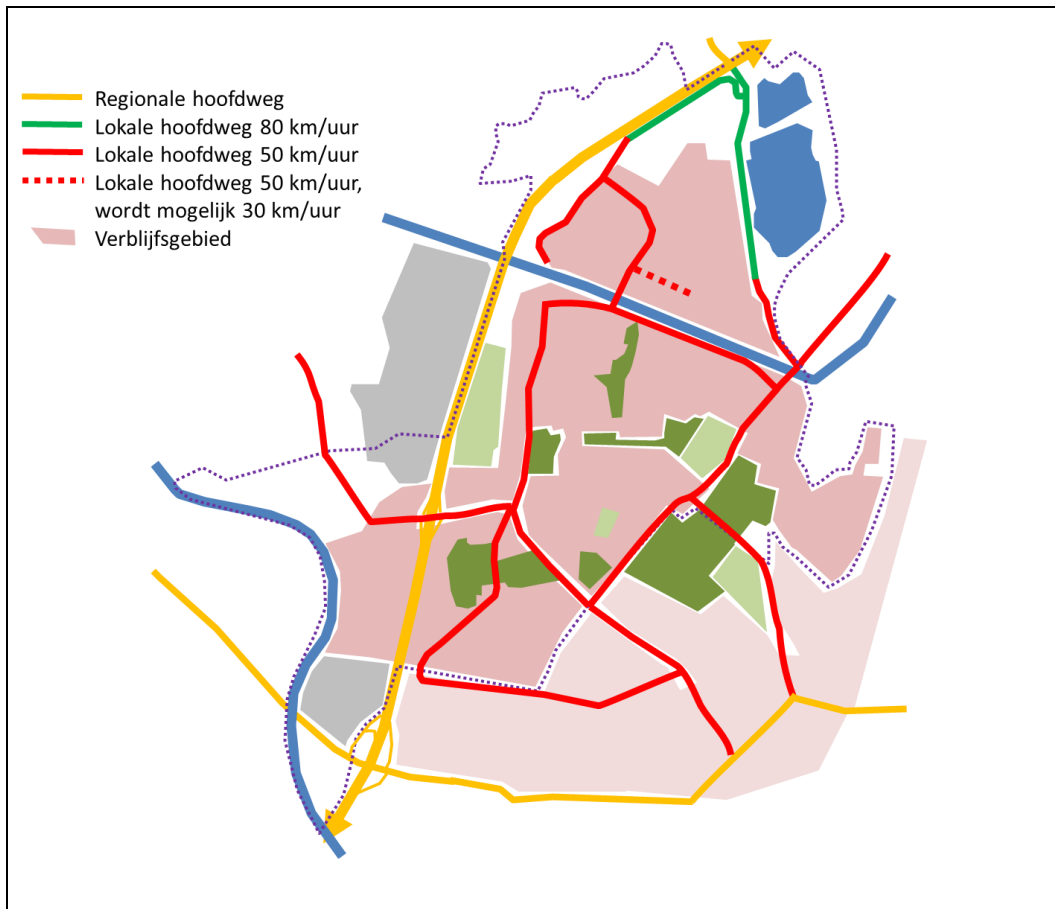 Regionale hoofdweg
Lokale hoofdweg 80 km/uur
Lokale hoofdweg 50 km/uur
Lokale hoofdweg 50 km/uur,
wordt mogelijk 30 km/uur
Verblijfsgebied